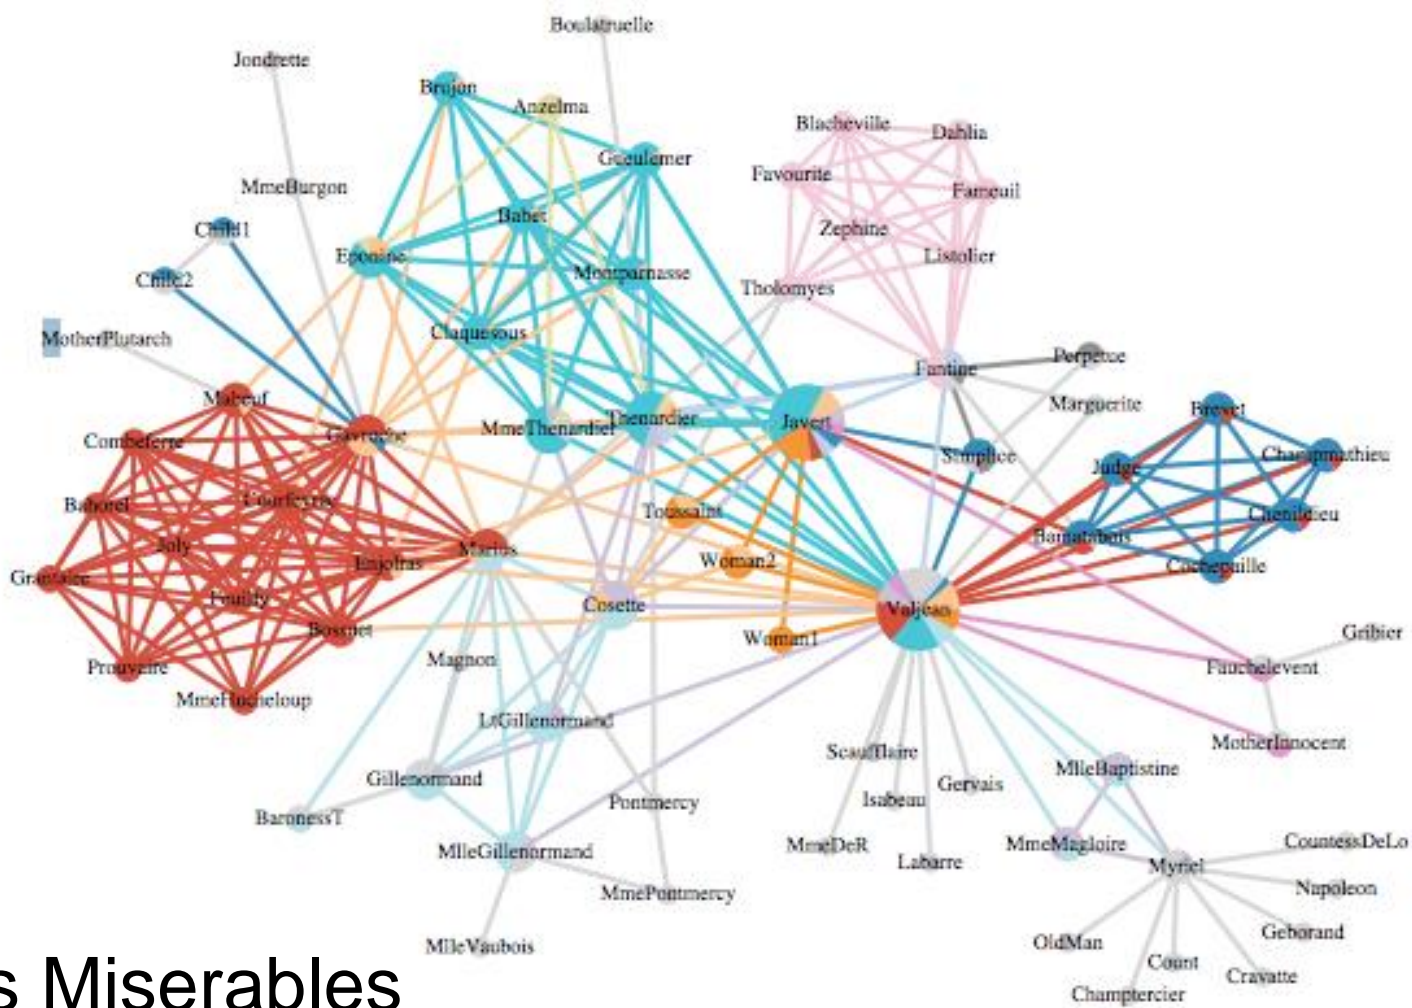 Boulatruelle
Jondrette
Brujon
Anzelma
Blacheville
Dahlia
Gueulemer
Favourite
MmeBurgon
Fameuil
Babet
Child1
Zephine
Eponine
Listolier
Child2
Montparnasse
Tholomyes
Claquesous
MotherPlutarch
Perpetue
Fantine
Mabeuf
Marguerite
Brevet
Thenardier
Javert
MmeThenardier
Gavroche
Combeferre
Simplice
Champmathieu
Judge
Bahorel
Courfeyrac
Toussaint
Chenildieu
Bamatabois
Joly
Marius
Enjolras
Woman2
Cochepaille
Grantaire
Feuilly
Cosette
Valjean
Bossuet
Woman1
Gribier
Magnon
Prouvaire
Fauchelevent
MmeHucheloup
LtGillenormand
MotherInnocent
Scaufflaire
MlleBaptistine
Gillenormand
Gervais
Isabeau
Pontmercy
BaronessT
MmeDeR
MmeMagloire
CountessDeLo
MlleGillenormand
Labarre
Myriel
Napoleon
MmePontmercy
Geborand
OldMan
MlleVaubois
Count
Cravatte
Champtercier
s Miserables